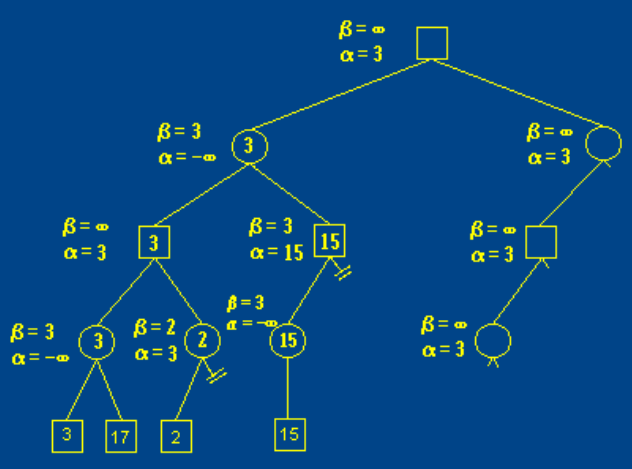 β = ∞
α = 3
β = 3
α = −∞
3
β = ∞
α = 3
β = ∞
α = 3
3
β = 3
α = 15
15
β = ∞
α = 3
β = 3
α = −∞
3
β = 2
α = 3
2
β = 3
α = −∞
15
β = ∞
α = 3
3
17
2
15